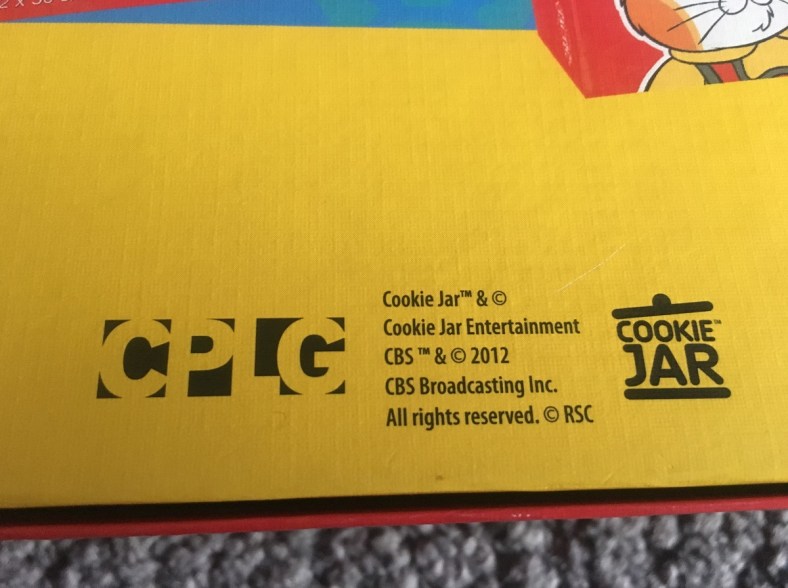 Cookie Jar™ & ©
Cookie Jar Entertainment
CBS ™ & © 2012
CBS Broadcasting Inc.
All rights reserved. © RSC
CPLG
COOKIE™
JAR